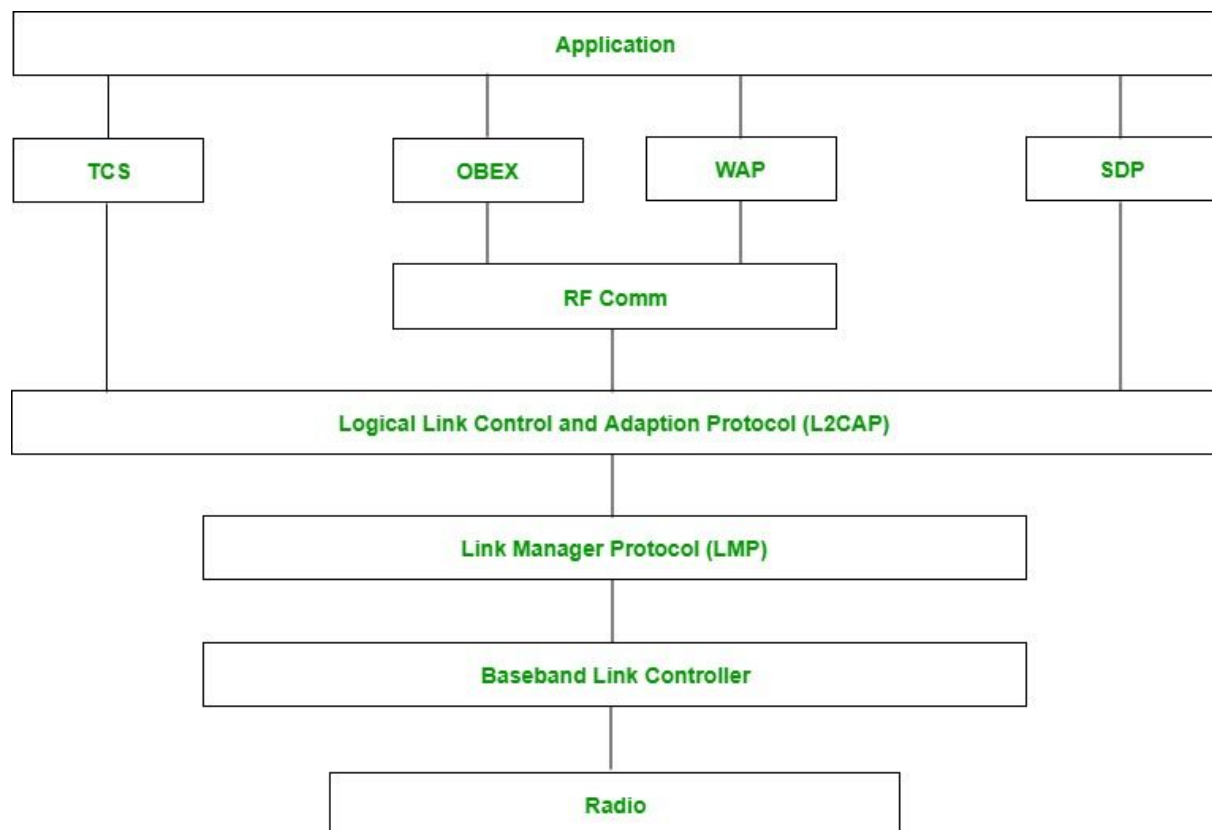 Application
TCS
OBEX
WAP
SDP
RF Comm
Logical Link Control and Adaption Protocol (L2CAP)
Link Manager Protocol (LMP)
Baseband Link Controller
Radio